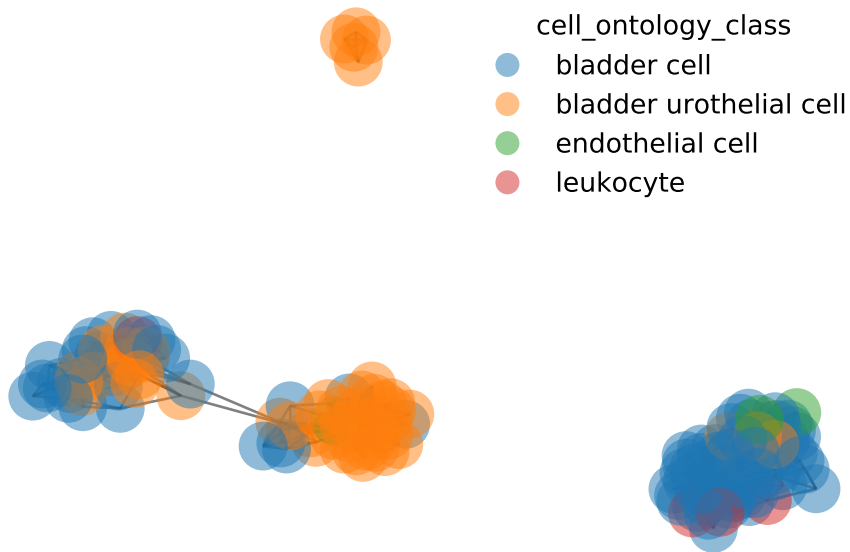 cell_ontology_class
bladder cell
bladder urothelial cell
endothelial cell
leukocyte